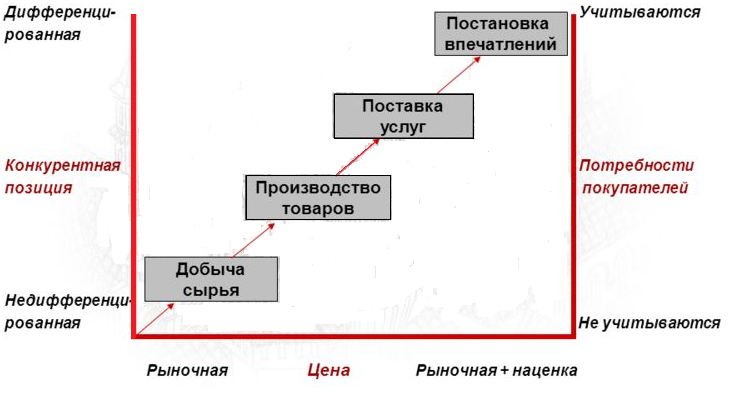 Дифференци-
рованная
Постановка
впечатлений
Учитываются
Поставка
услуг
Конкурентная
позиция
Производство
товаров
Потребности
покупателей
Добыча
сырья
Недифференци-
рованная
Не учитываются
Рыночная
Цена
Рыночная + наценка